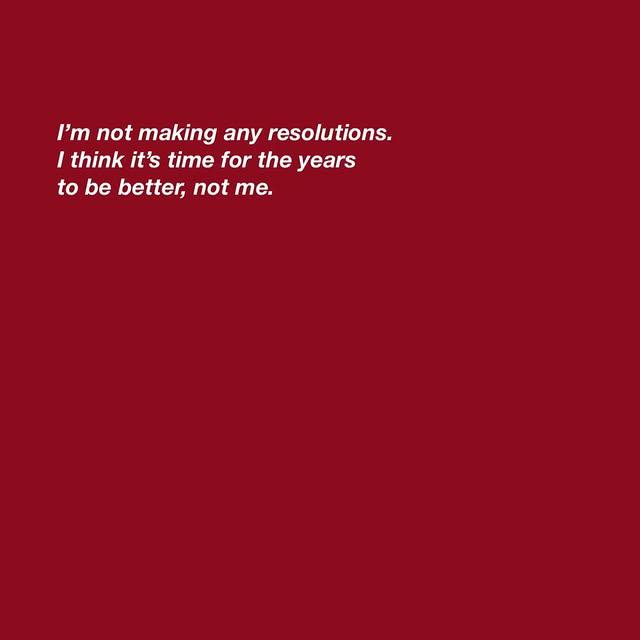 I’m not making any resolutions.
I think it’s time for the years
to be better, not me.